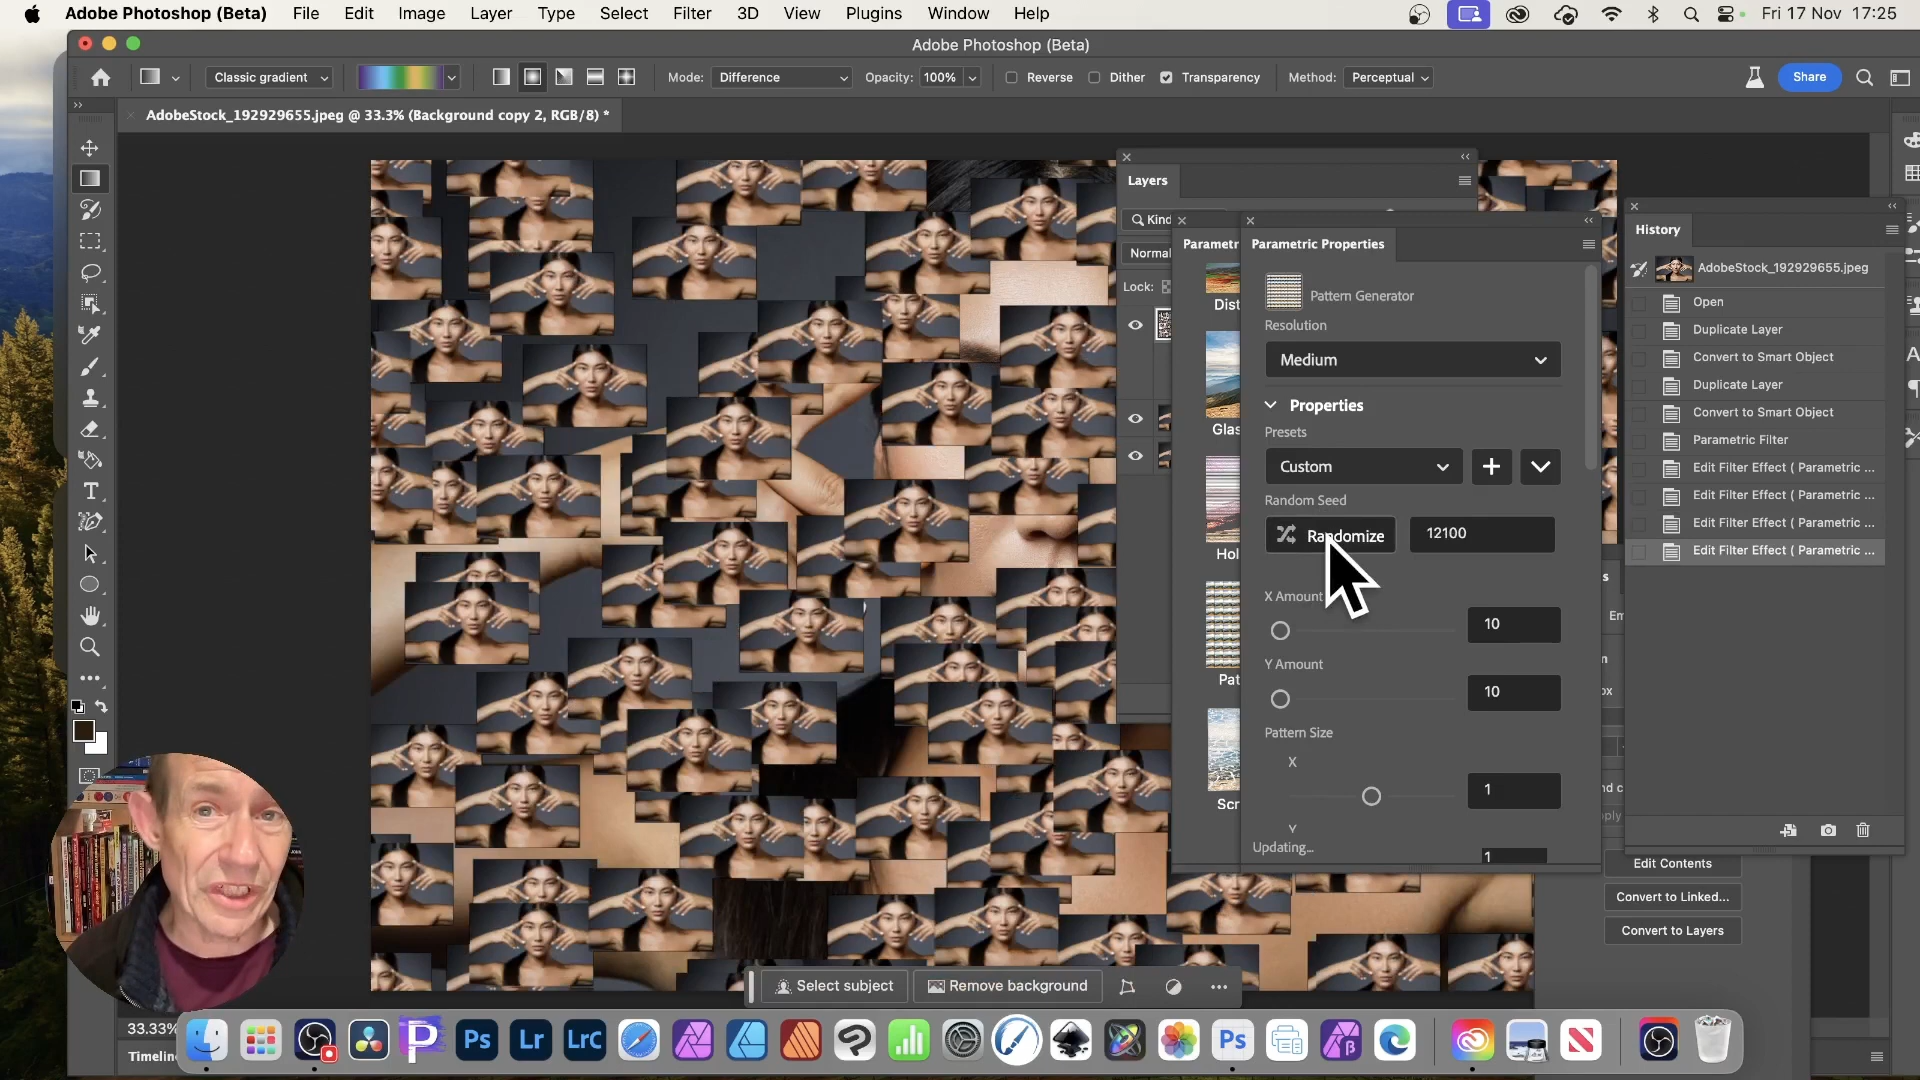 Adobe Photoshop (Beta) File Edit Image Layer Type Select Filter 3D View Plugins Window Help Fri 17 Nov 17:25
Adobe Photoshop (Beta)
Classic gradient Mode: Difference Opacity: 100% Reverse Dither Transparency Method: Perceptual Share
AdobeStock_192929655.jpeg @ 33.3% (Background copy 2, RGB/8) *
Layers
Kind
Normal
Lock:
Parametr
Dist
Glas
Hol
Pat
Scr
Parametric Properties
Pattern Generator
Resolution
Medium
Properties
Presets
Custom
Random Seed
Randomize 12100
X Amount
10
Y Amount
10
Pattern Size
X
1
Y
Updating...
1
History
AdobeStock_192929655.jpeg
Open
Duplicate Layer
Convert to Smart Object
Duplicate Layer
Convert to Smart Object
Parametric Filter
Edit Filter Effect ( Parametric ...
Edit Filter Effect ( Parametric ...
Edit Filter Effect ( Parametric ...
Edit Filter Effect ( Parametric ...
Edit Contents
Convert to Linked...
Convert to Layers
Select subject Remove background
33.33%
Timelin
Ps Lr LrC Ps